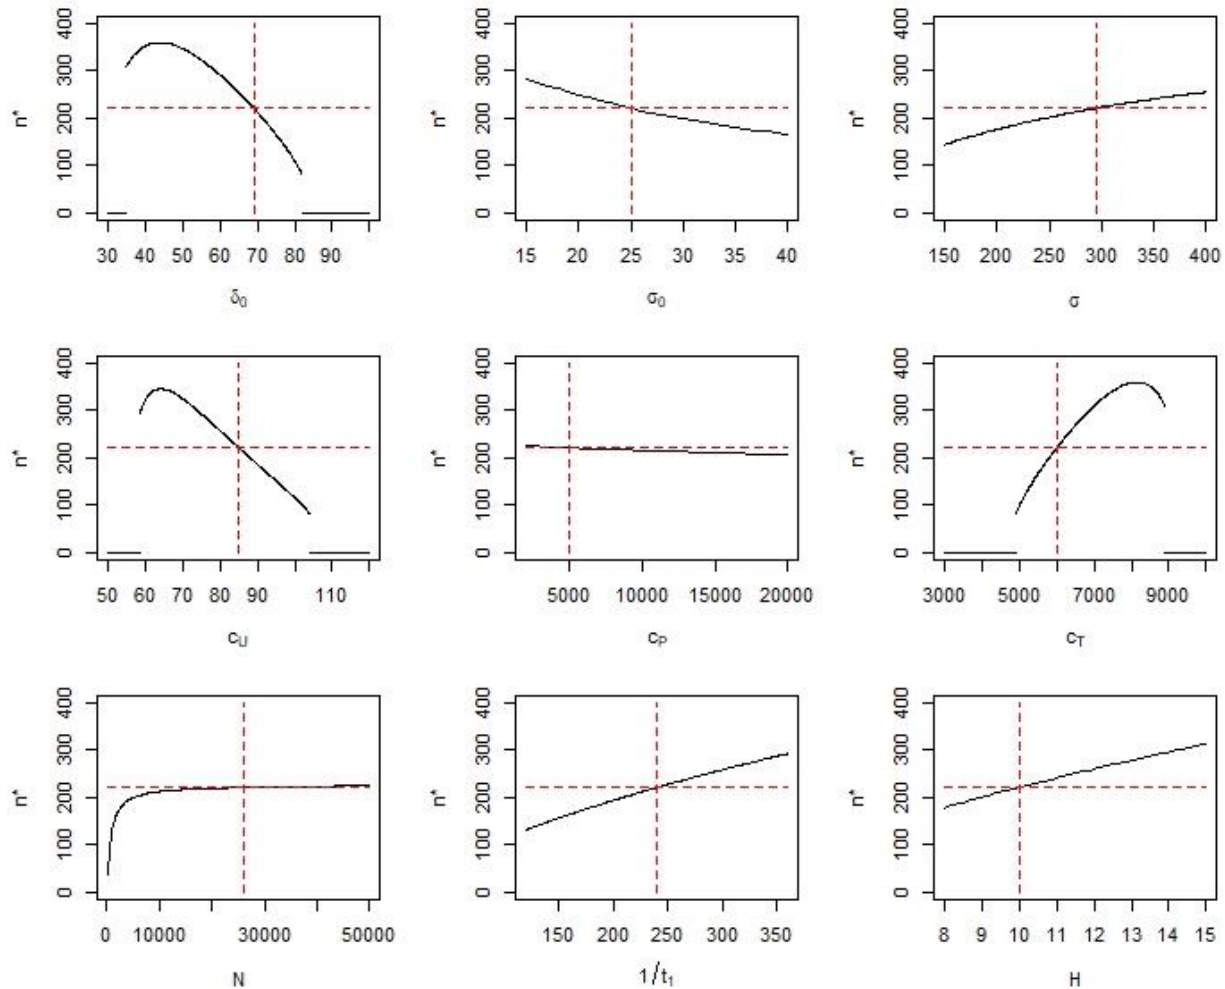 n*
0 100 200 300 400
30 40 50 60 70 80 90
δ0
n*
0 100 200 300 400
15 20 25 30 35 40
σ0
n*
0 100 200 300 400
150 200 250 300 350 400
σ
n*
0 100 200 300 400
50 60 70 80 90 110
cU
n*
0 100 200 300 400
5000 10000 15000 20000
cP
n*
0 100 200 300 400
3000 5000 7000 9000
cT
n*
0 100 200 300 400
0 10000 30000 50000
N
n*
0 100 200 300 400
150 200 250 300 350
1/t1
n*
0 100 200 300 400
8 9 10 11 12 13 14 15
H